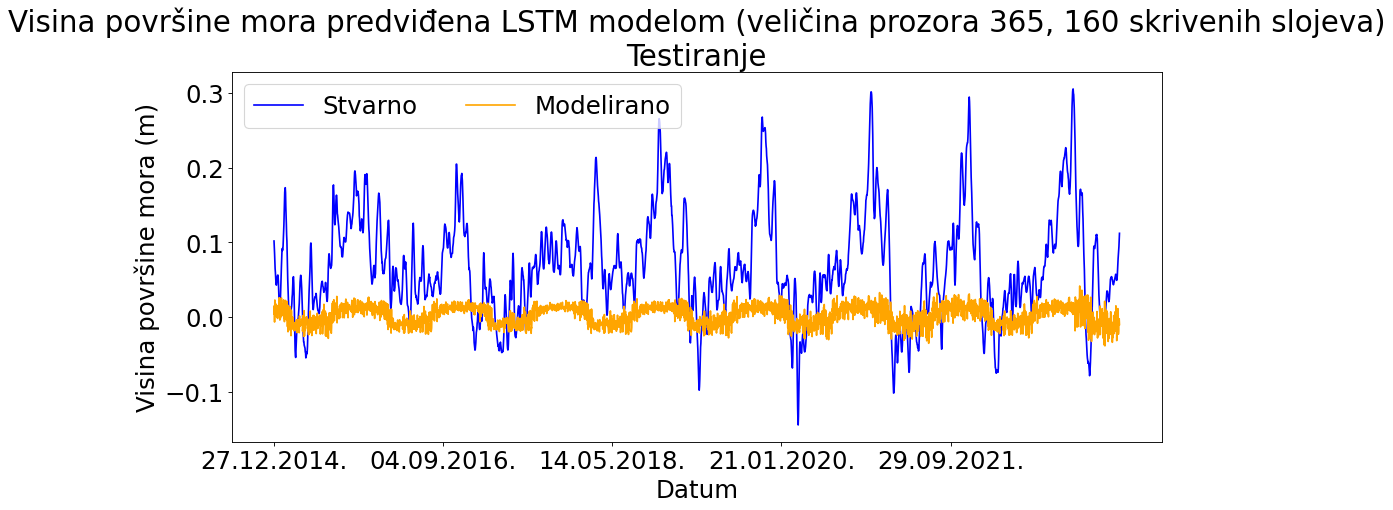 Visina površine mora predviđena LSTM modelom (veličina prozora 365, 160 skrivenih slojeva)
Testiranje
Stvarno
Modelirano
Visina površine mora (m)
0.3
0.2
0.1
0.0
−0.1
27.12.2014.
04.09.2016.
14.05.2018.
21.01.2020.
29.09.2021.
Datum